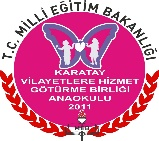 T.C. MİLLİ EĞİTİM BAKANLIĞI
KARATAY
VİLAYETLERE HİZMET
GÖTÜRME BİRLİĞİ
ANAOKULU
2011